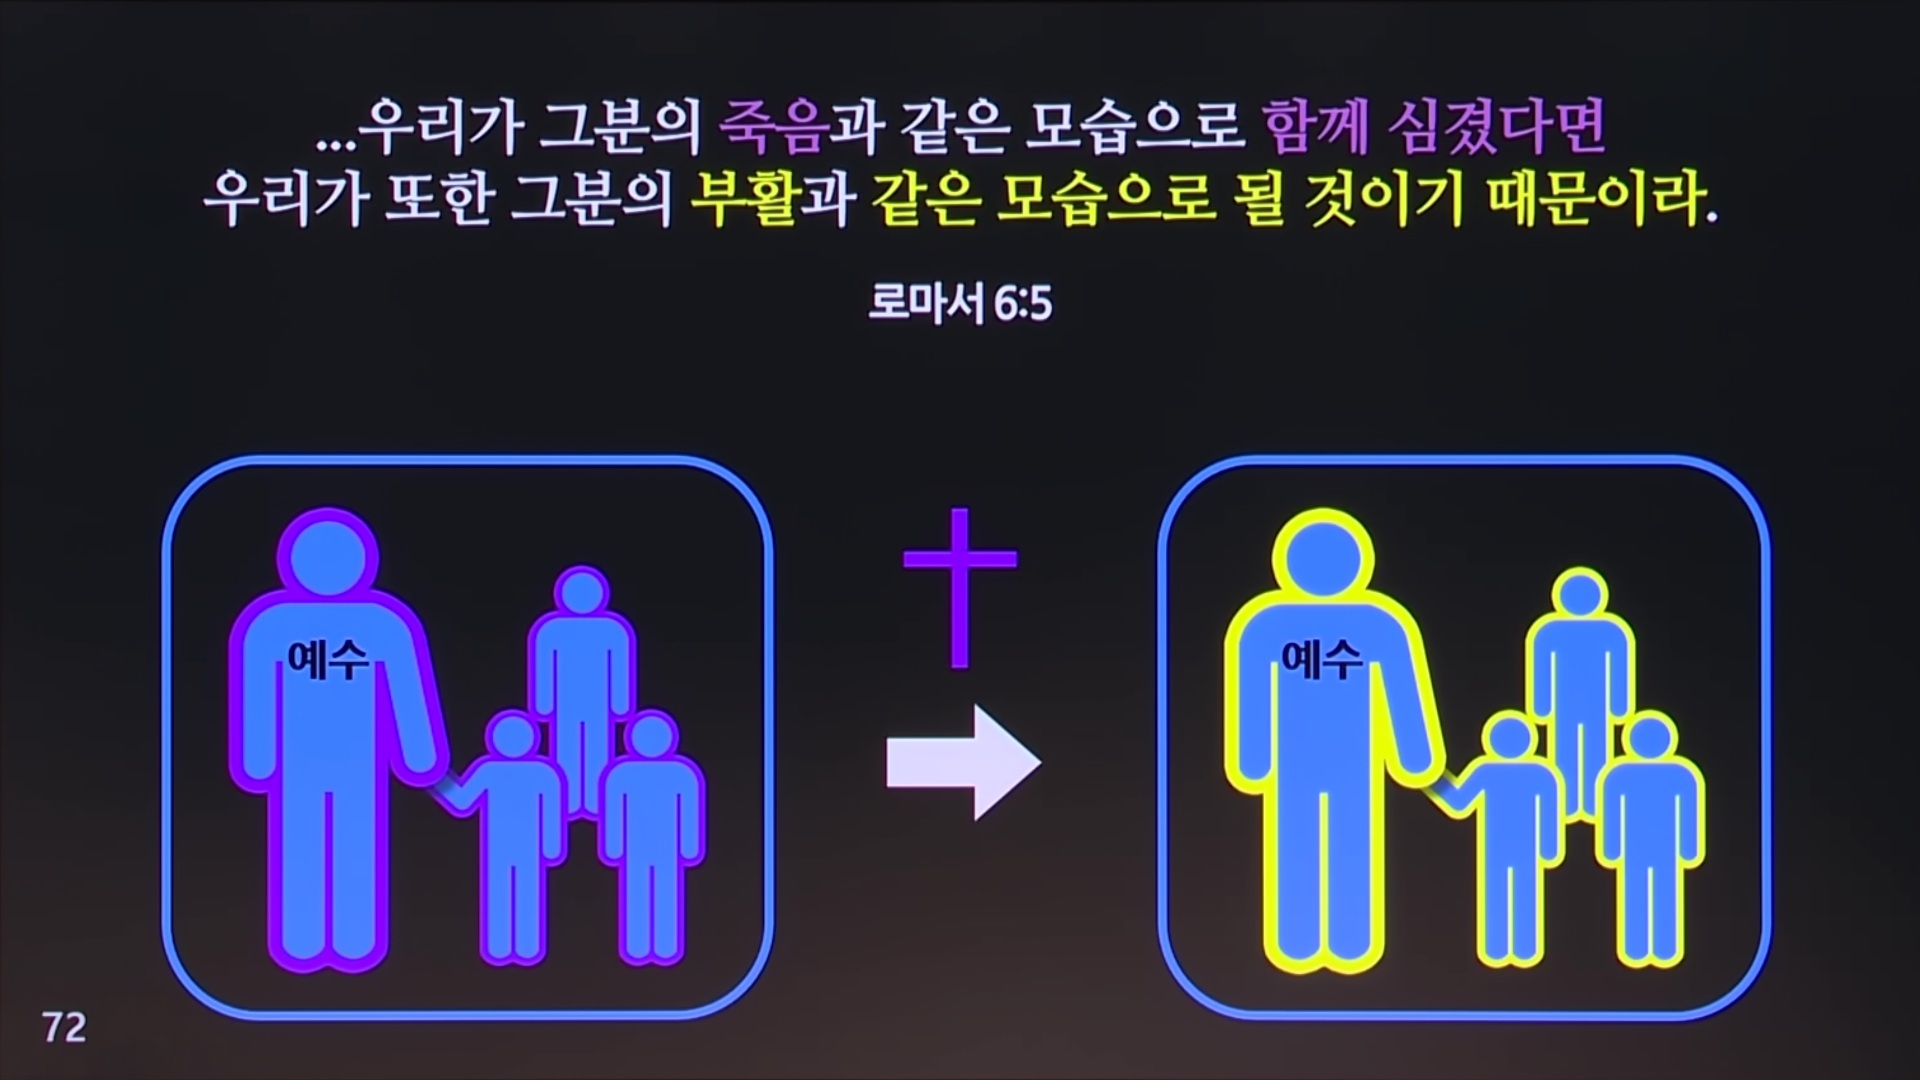 ...우리가 그분의 죽음과 같은 모습으로 함께 심겼다면
우리가 또한 그분의 부활과 같은 모습으로 될 것이기 때문이라.
로마서 6:5
예수
예수
72